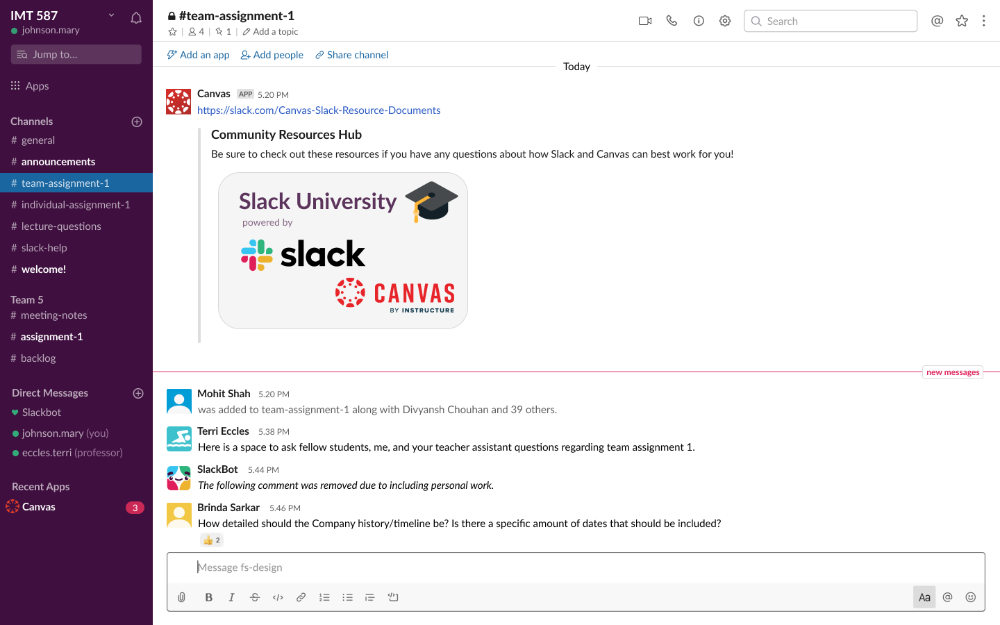 IMT 587
johnson.mary
Jump to...
Apps
Channels
# general
# announcements
# team-assignment-1
# individual-assignment-1
# lecture-questions
# slack-help
# welcome!
Team 5
# meeting-notes
# assignment-1
# backlog
Direct Messages
Slackbot
johnson.mary (you)
eccles.terri (professor)
Recent Apps
Canvas 3
#team-assignment-1
4 | 1 | Add a topic
Search
Add an app Add people Share channel
Today
Canvas APP 5.20 PM
https://slack.com/Canvas-Slack-Resource-Documents
Community Resources Hub
Be sure to check out these resources if you have any questions about how Slack and Canvas can best work for you!
Slack University
powered by
slack
CANVAS
BY INSTRUCTURE
new messages
Mohit Shah 5.20 PM
was added to team-assignment-1 along with Divyansh Chouhan and 39 others.
Terri Eccles 5.38 PM
Here is a space to ask fellow students, me, and your teacher assistant questions regarding team assignment 1.
SlackBot 5.44 PM
The following comment was removed due to including personal work.
Brinda Sarkar 5.46 PM
How detailed should the Company history/timeline be? Is there a specific amount of dates that should be included?
👍 2
Message fs-design
B I S </> Aa @